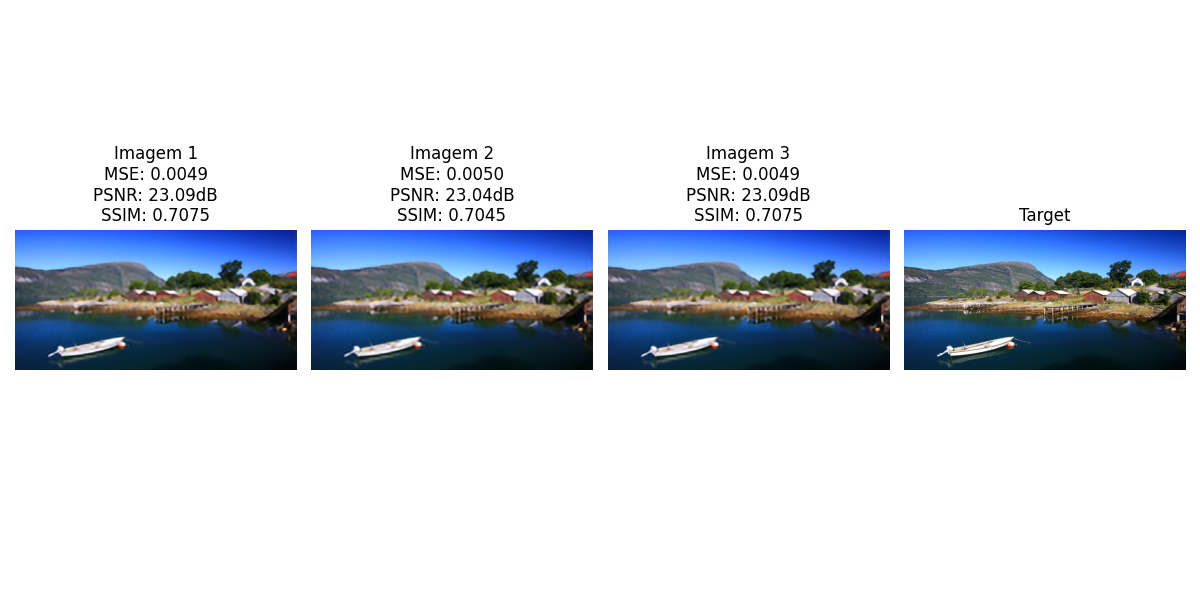 Imagem 1
MSE: 0.0049
PSNR: 23.09dB
SSIM: 0.7075
Imagem 2
MSE: 0.0050
PSNR: 23.04dB
SSIM: 0.7045
Imagem 3
MSE: 0.0049
PSNR: 23.09dB
SSIM: 0.7075
Target